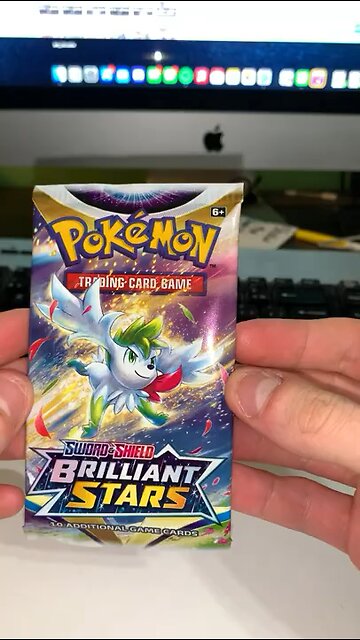 6+
POKéMON
TRADING CARD GAME
SWORD & SHIELD
BRILLIANT
STARS
10 ADDITIONAL GAME CARDS